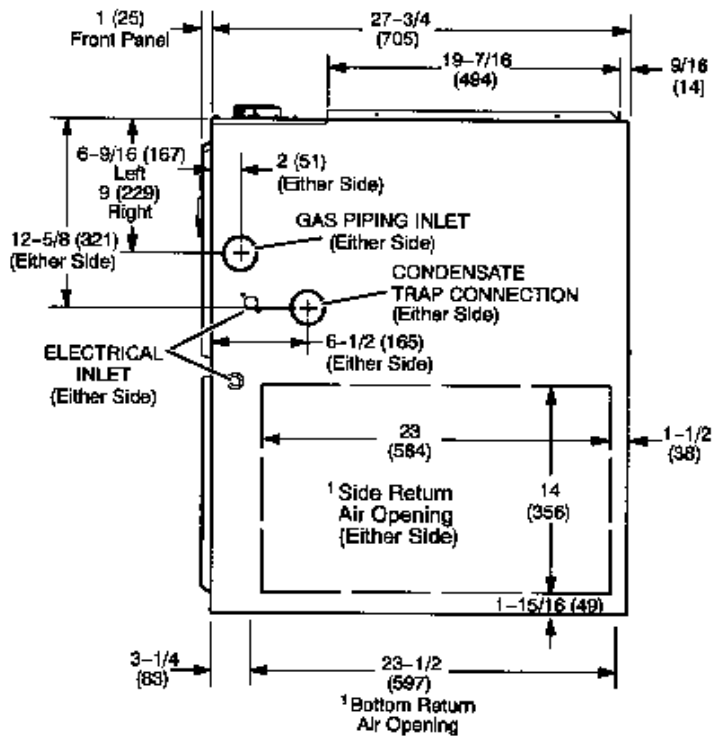 1 (25)
Front Panel
27-3/4
(705)
19-7/16
(494)
9/16
(14]
6-9/16 (167)
Left
9 (229)
Right
2 (51)
(Either Side)
12-5/8 (321)
(Either Side)
GAS PIPING INLET
(Either Side)
CONDENSATE
TRAP CONNECTION
(Either Side)
6-1/2 (165)
(Either Side)
ELECTRICAL
INLET
(Either Side)
23
(584)
1-1/2
(38)
1 Side Return
Air Opening
(Either Side)
14
(356)
1-15/16 (49)
3-1/4
(83)
23-1/2
(597)
1 Bottom Return
Air Opening